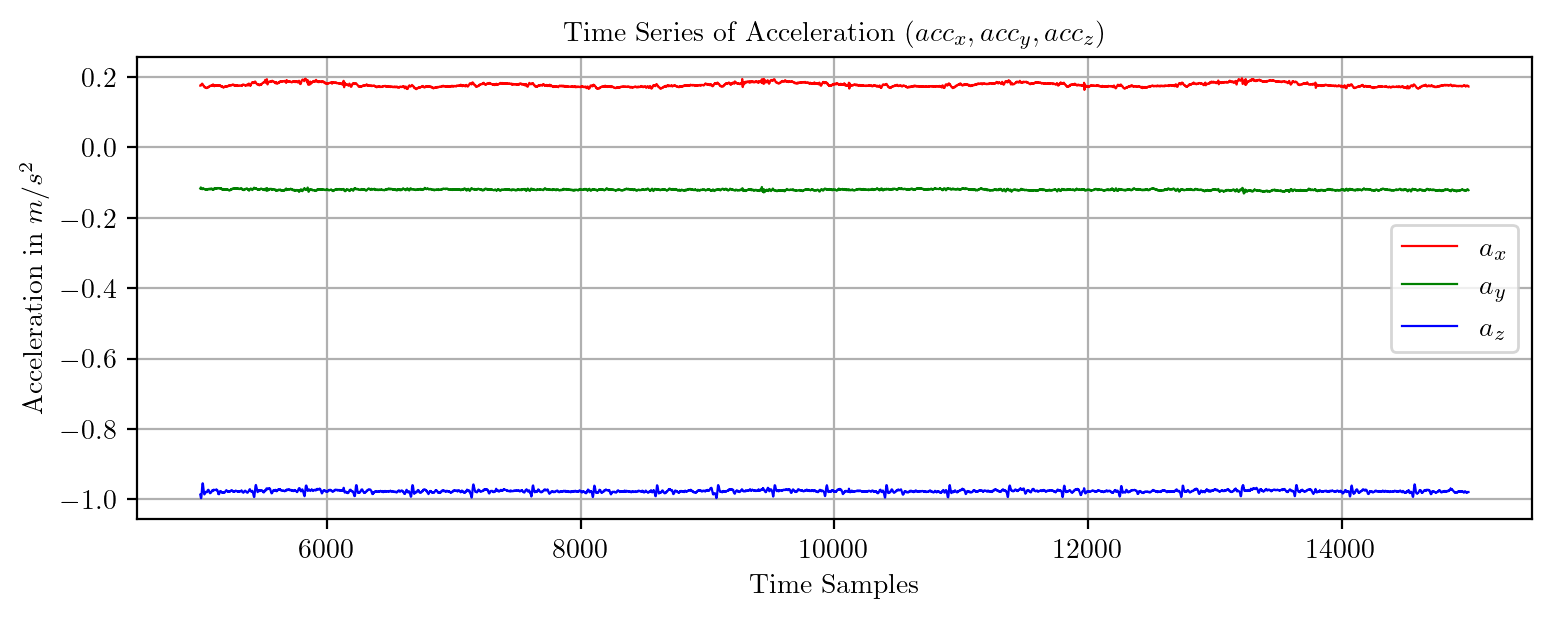 Time Series of Acceleration (acc_x, acc_y, acc_z)
Acceleration in m/s^2
0.2
0.0
−0.2
−0.4
−0.6
−0.8
−1.0
a_x
a_y
a_z
6000 8000 10000 12000 14000
Time Samples